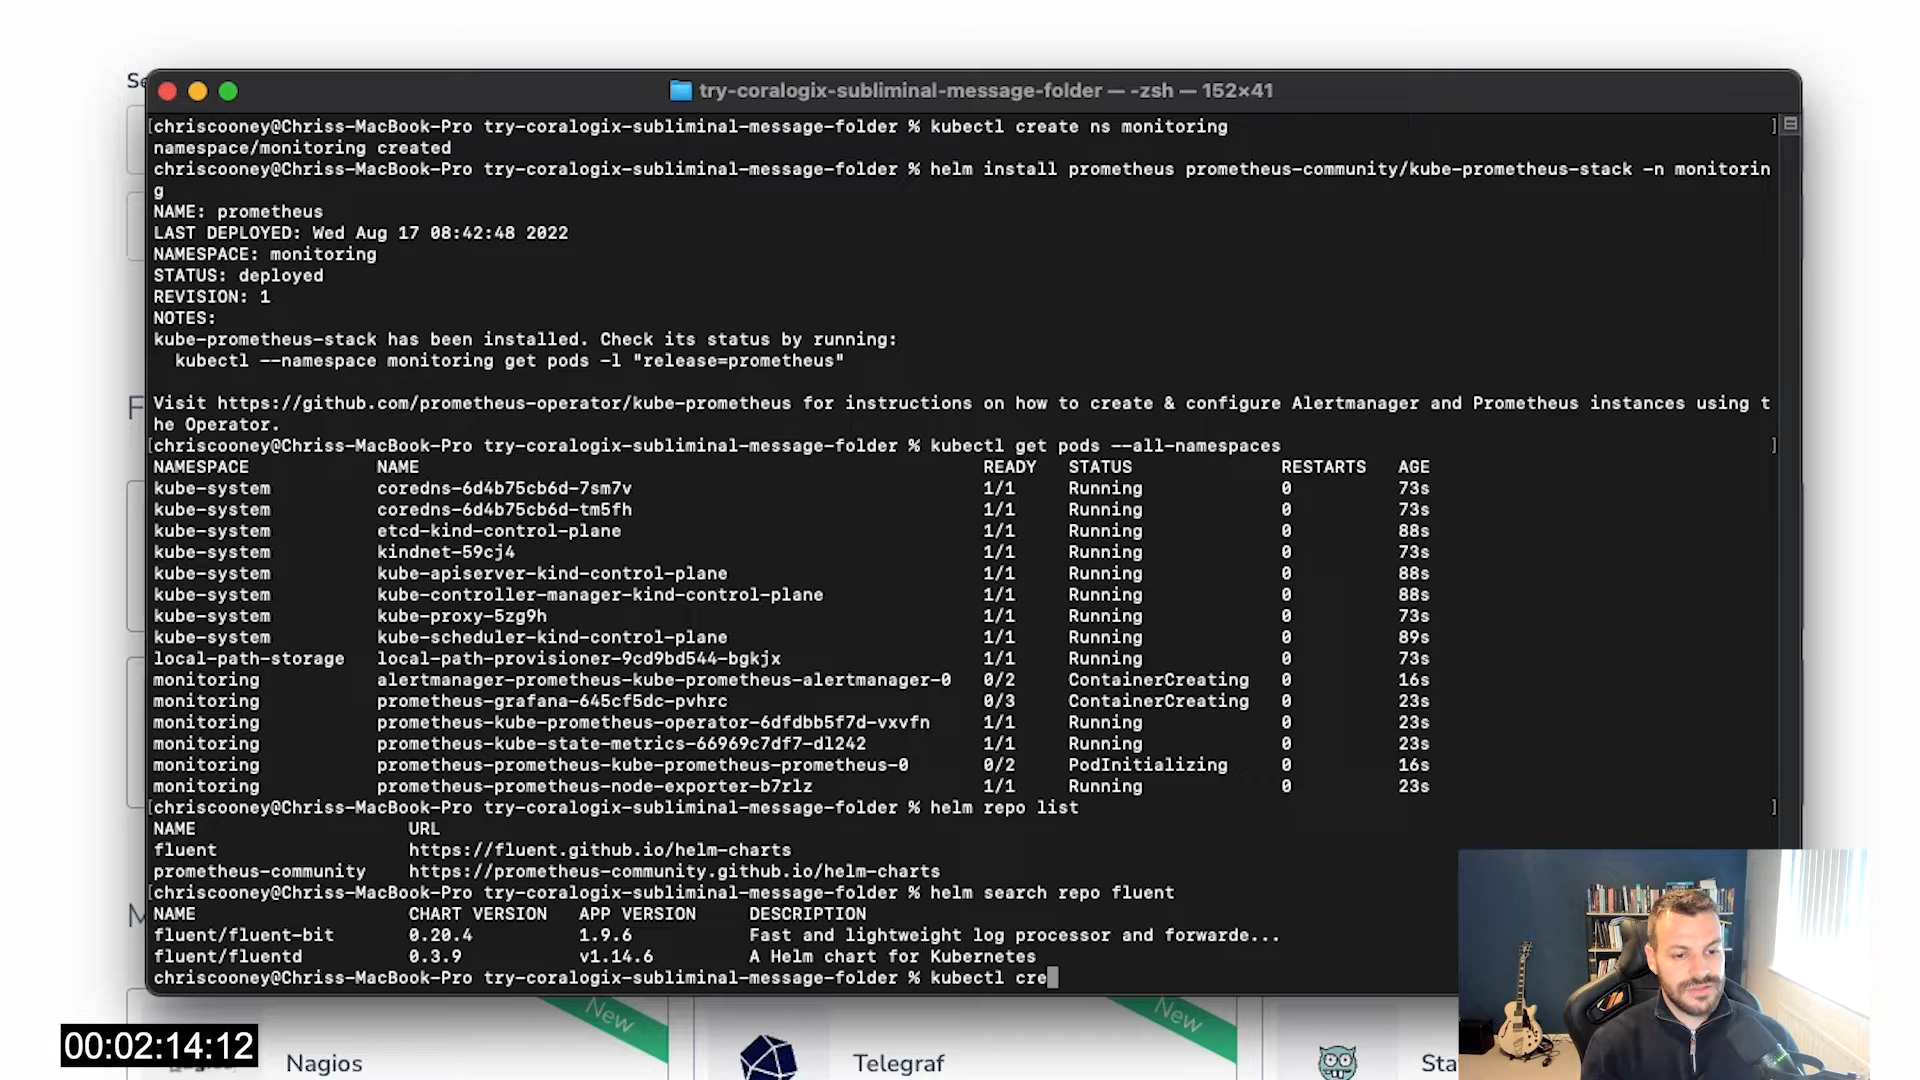 Se
try-coralogix-subliminal-message-folder — -zsh — 152×41
[chriscooney@Chriss-MacBook-Pro try-coralogix-subliminal-message-folder % kubectl create ns monitoring ]
namespace/monitoring created
chriscooney@Chriss-MacBook-Pro try-coralogix-subliminal-message-folder % helm install prometheus prometheus-community/kube-prometheus-stack -n monitorin
g
NAME: prometheus
LAST DEPLOYED: Wed Aug 17 08:42:48 2022
NAMESPACE: monitoring
STATUS: deployed
REVISION: 1
NOTES:
kube-prometheus-stack has been installed. Check its status by running:
  kubectl --namespace monitoring get pods -l "release=prometheus"
Visit https://github.com/prometheus-operator/kube-prometheus for instructions on how to create & configure Alertmanager and Prometheus instances using t
he Operator.
[chriscooney@Chriss-MacBook-Pro try-coralogix-subliminal-message-folder % kubectl get pods --all-namespaces ]
NAMESPACE NAME READY STATUS RESTARTS AGE
kube-system coredns-6d4b75cb6d-7sm7v 1/1 Running 0 73s
kube-system coredns-6d4b75cb6d-tm5fh 1/1 Running 0 73s
kube-system etcd-kind-control-plane 1/1 Running 0 88s
kube-system kindnet-59cj4 1/1 Running 0 73s
kube-system kube-apiserver-kind-control-plane 1/1 Running 0 88s
kube-system kube-controller-manager-kind-control-plane 1/1 Running 0 88s
kube-system kube-proxy-5zg9h 1/1 Running 0 73s
kube-system kube-scheduler-kind-control-plane 1/1 Running 0 89s
local-path-storage local-path-provisioner-9cd9bd544-bgkjx 1/1 Running 0 73s
monitoring alertmanager-prometheus-kube-prometheus-alertmanager-0 0/2 ContainerCreating 0 16s
monitoring prometheus-grafana-645cf5dc-pvhrc 0/3 ContainerCreating 0 23s
monitoring prometheus-kube-prometheus-operator-6dfdbb5f7d-vxvfn 1/1 Running 0 23s
monitoring prometheus-kube-state-metrics-66969c7df7-dl242 1/1 Running 0 23s
monitoring prometheus-prometheus-kube-prometheus-prometheus-0 0/2 PodInitializing 0 16s
monitoring prometheus-prometheus-node-exporter-b7rlz 1/1 Running 0 23s
[chriscooney@Chriss-MacBook-Pro try-coralogix-subliminal-message-folder % helm repo list ]
NAME URL
fluent https://fluent.github.io/helm-charts
prometheus-community https://prometheus-community.github.io/helm-charts
[chriscooney@Chriss-MacBook-Pro try-coralogix-subliminal-message-folder % helm search repo fluent
NAME CHART VERSION APP VERSION DESCRIPTION
fluent/fluent-bit 0.20.4 1.9.6 Fast and lightweight log processor and forwarde...
fluent/fluentd 0.3.9 v1.14.6 A Helm chart for Kubernetes
chriscooney@Chriss-MacBook-Pro try-coralogix-subliminal-message-folder % kubectl cre
New
New
00:02:14:12
Nagios
Telegraf
Sta